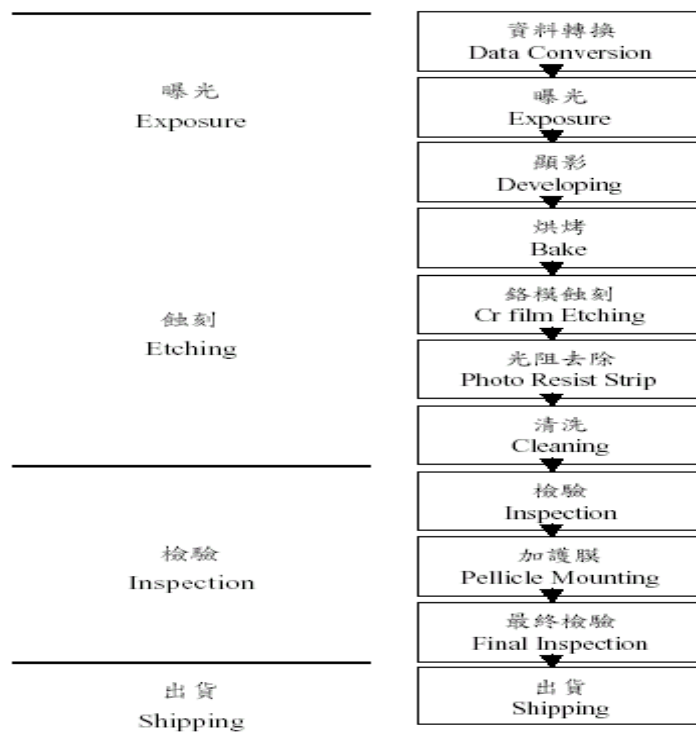 曝光
Exposure
蝕刻
Etching
檢驗
Inspection
出貨
Shipping
資料轉換
Data Conversion
曝光
Exposure
顯影
Developing
烘烤
Bake
鉻模蝕刻
Cr film Etching
光阻去除
Photo Resist Strip
清洗
Cleaning
檢驗
Inspection
加護膜
Pellicle Mounting
最終檢驗
Final Inspection
出貨
Shipping